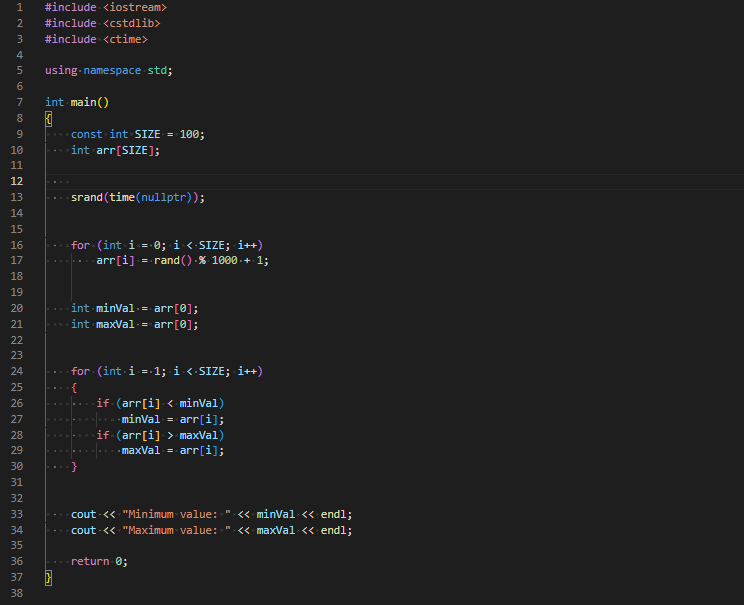 1 #include <iostream>
2 #include <cstdlib>
3 #include <ctime>
4
5 using namespace std;
6
7 int main()
8 {
9     const int SIZE = 100;
10     int arr[SIZE];
11
12
13     srand(time(nullptr));
14
15
16     for (int i = 0; i < SIZE; i++)
17         arr[i] = rand() % 1000 + 1;
18
19
20     int minVal = arr[0];
21     int maxVal = arr[0];
22
23
24     for (int i = 1; i < SIZE; i++)
25     {
26         if (arr[i] < minVal)
27             minVal = arr[i];
28         if (arr[i] > maxVal)
29             maxVal = arr[i];
30     }
31
32
33     cout << "Minimum value: " << minVal << endl;
34     cout << "Maximum value: " << maxVal << endl;
35
36     return 0;
37 }
38